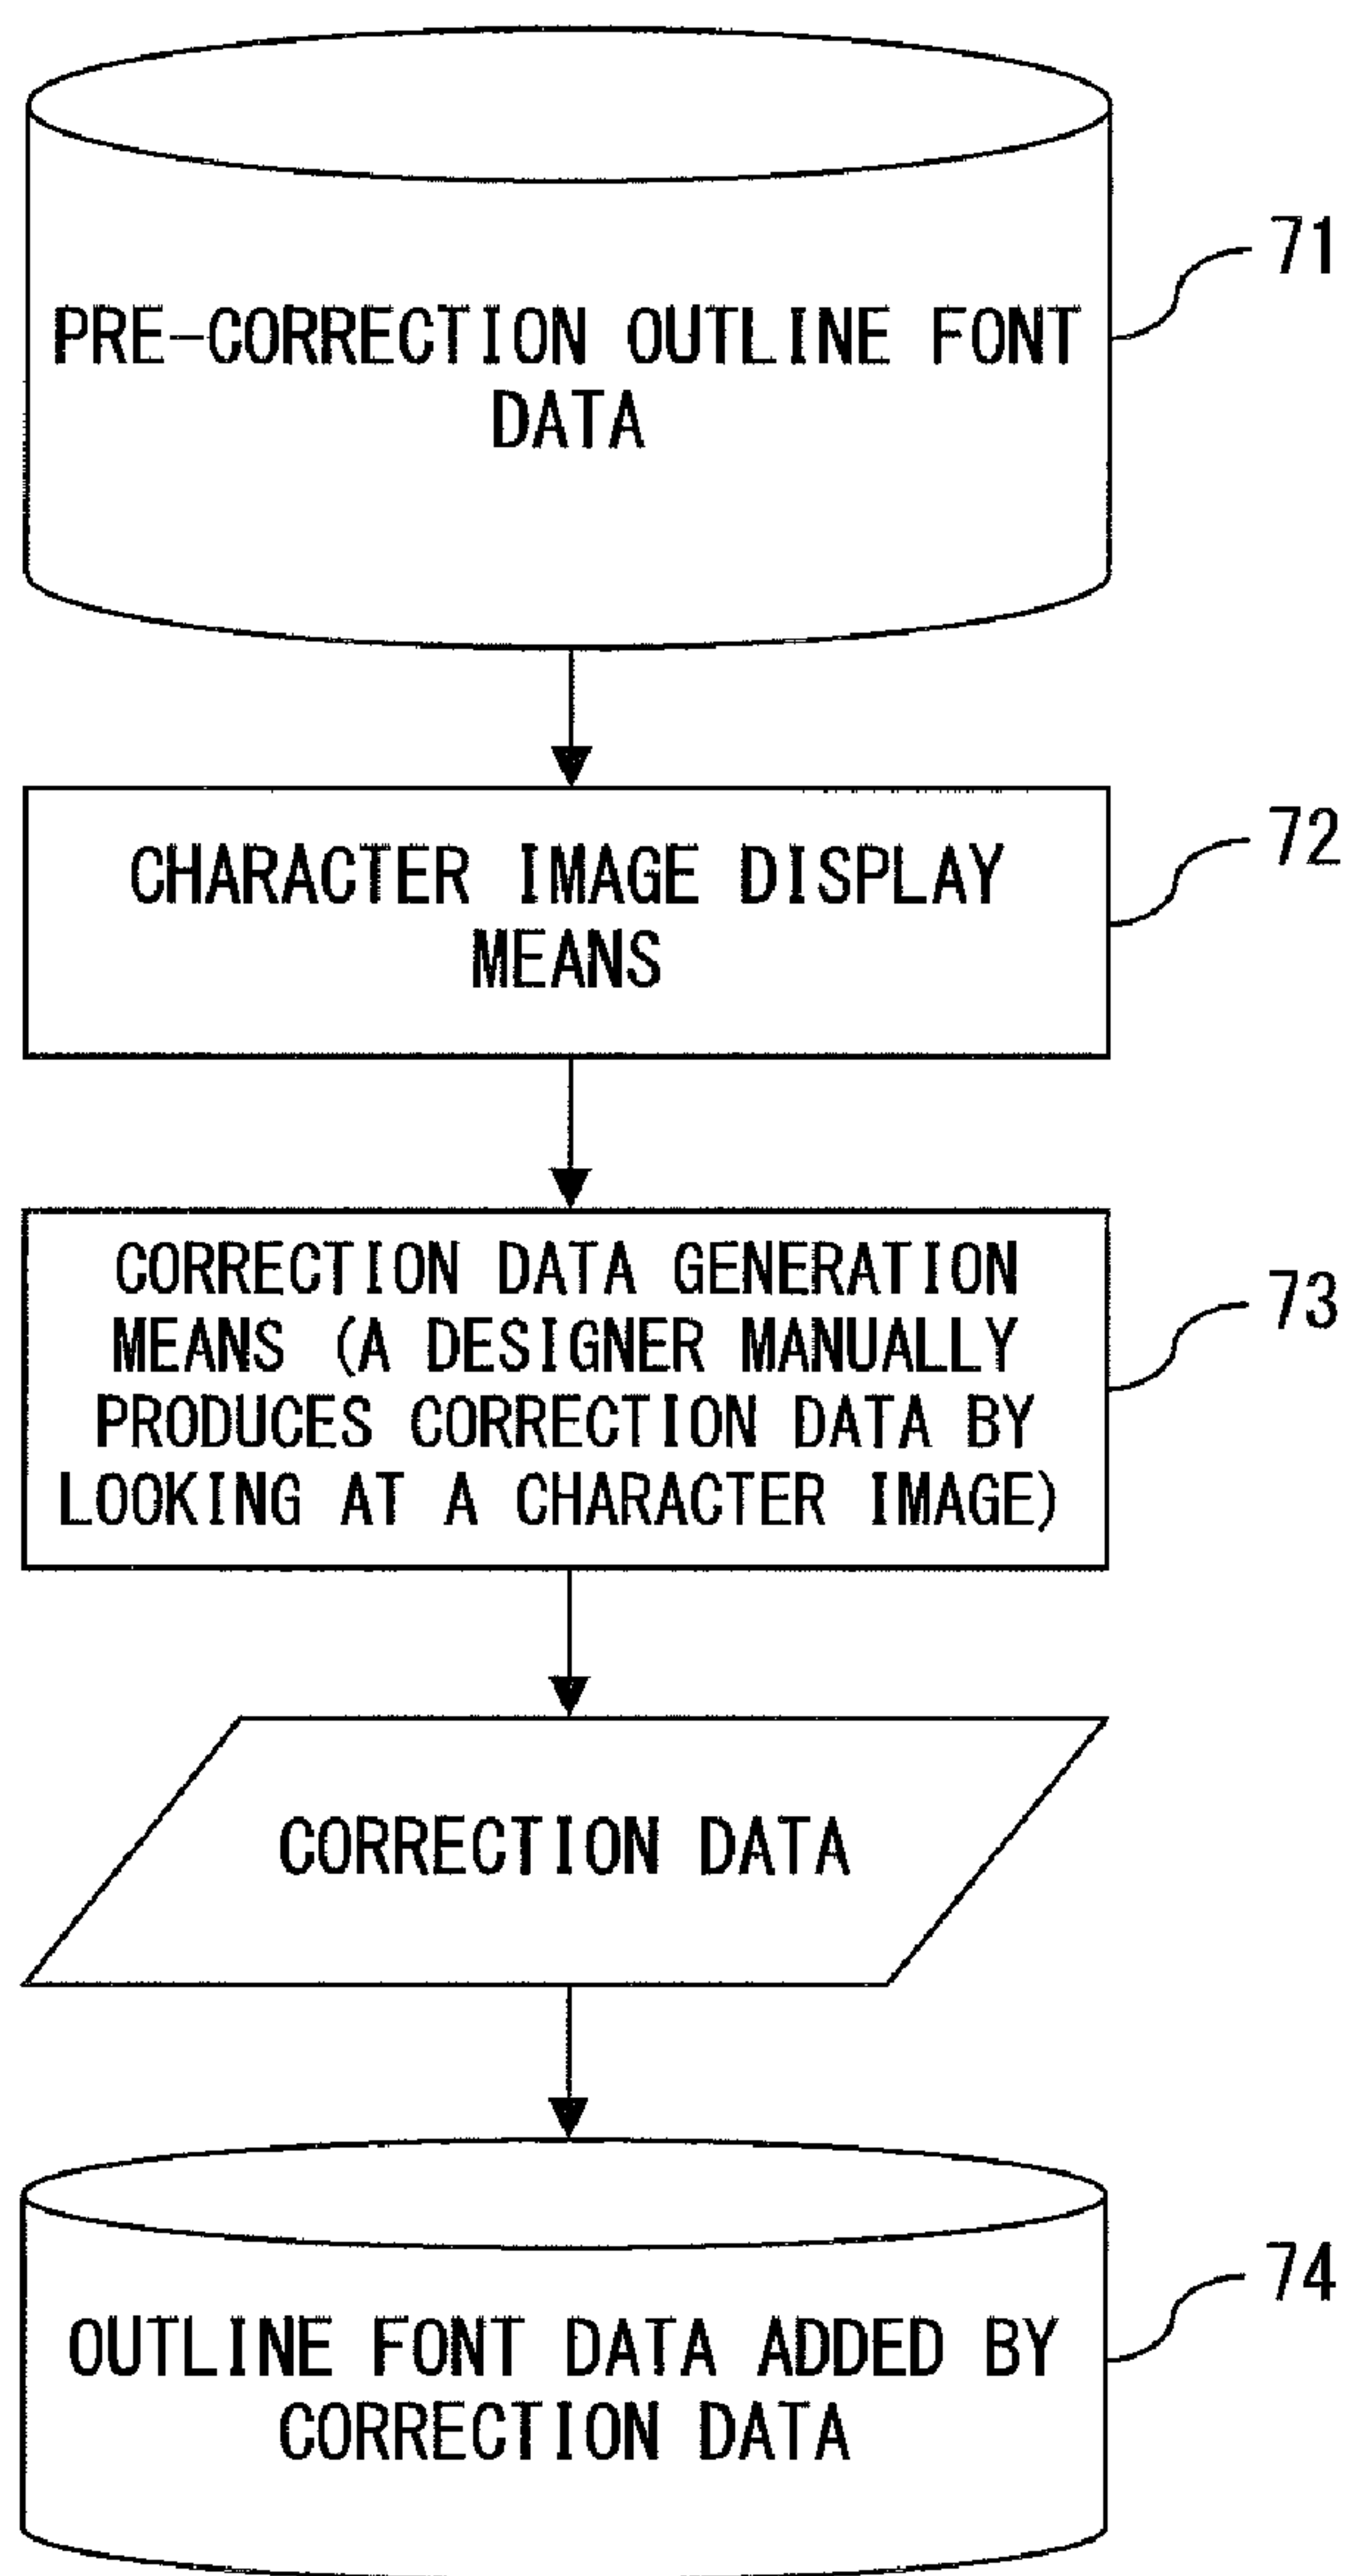 PRE-CORRECTION OUTLINE FONT
DATA
71
CHARACTER IMAGE DISPLAY
MEANS
72
CORRECTION DATA GENERATION
MEANS (A DESIGNER MANUALLY
PRODUCES CORRECTION DATA BY
LOOKING AT A CHARACTER IMAGE)
73
CORRECTION DATA
OUTLINE FONT DATA ADDED BY
CORRECTION DATA
74